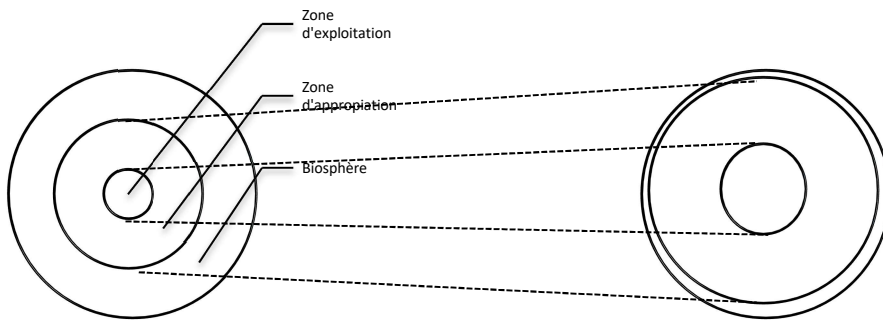 Zone
d'exploitation
Zone
d'appropiation
Biosphère